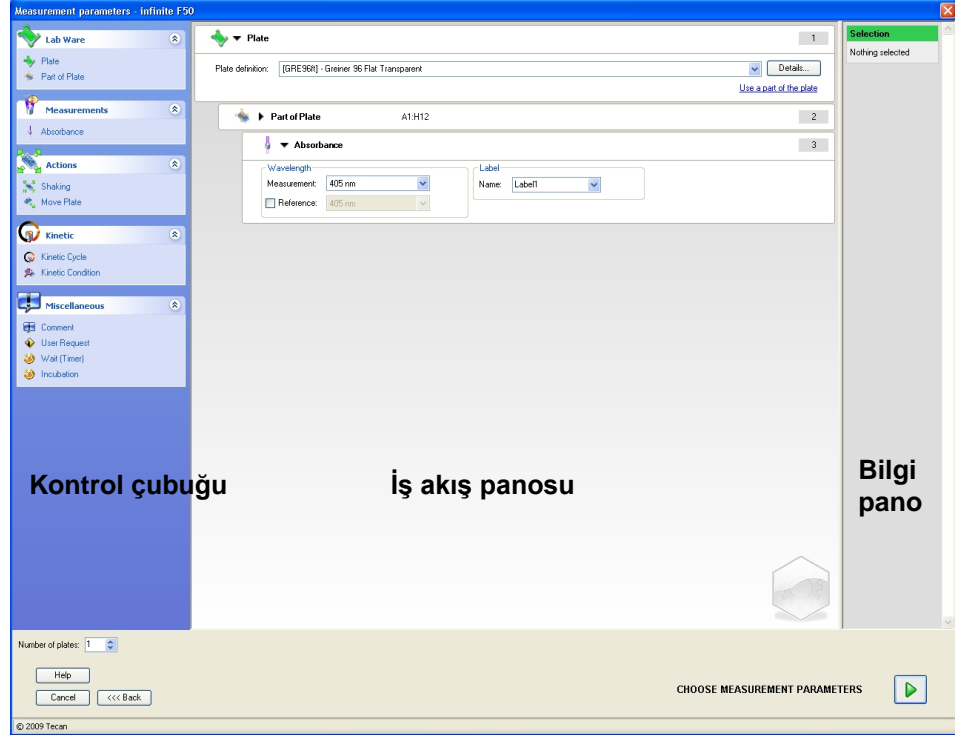 Measurement parameters - infinite F50
Lab Ware
Plate
Part of Plate
Measurements
Absorbance
Actions
Shaking
Move Plate
Kinetic
Kinetic Cycle
Kinetic Condition
Miscellaneous
Comment
User Request
Wait (Timer)
Incubation
Plate 1
Plate definition: [GRE96ft] - Greiner 96 Flat Transparent Details...
Use a part of the plate
Part of Plate A1:H12 2
Absorbance 3
Wavelength
Measurement: 405 nm
Reference: 405 nm
Label
Name: Label1
Selection
Nothing selected
Kontrol çubuğu
İş akış panosu
Bilgi
pano
Number of plates: 1
Help
Cancel <<< Back
CHOOSE MEASUREMENT PARAMETERS
© 2009 Tecan